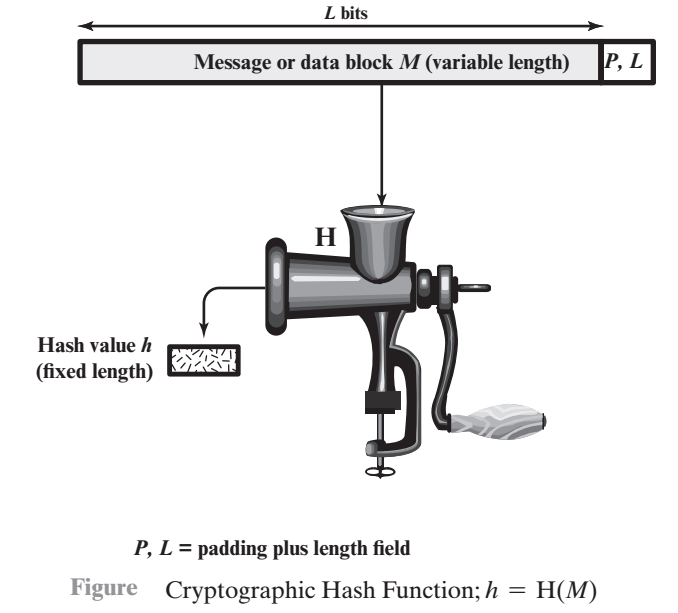 L bits
Message or data block M (variable length)
P, L
H
Hash value h
(fixed length)
P, L = padding plus length field
Figure Cryptographic Hash Function; h = H(M)